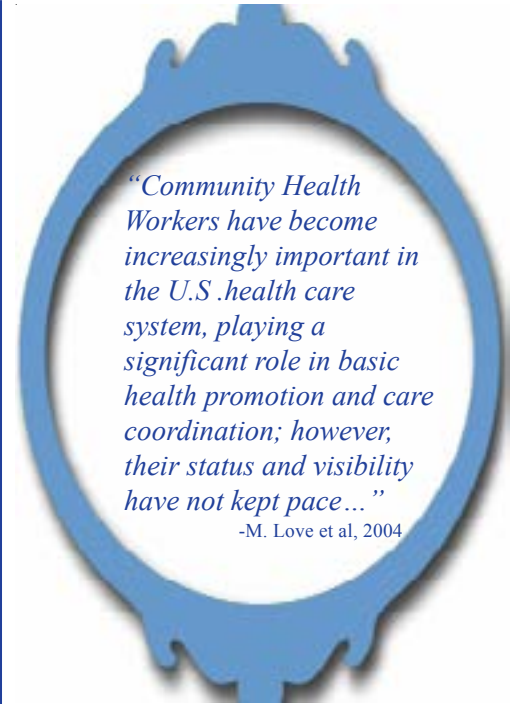 “Community Health
Workers have become
increasingly important in
the U.S .health care
system, playing a
significant role in basic
health promotion and care
coordination; however,
their status and visibility
have not kept pace…”
-M. Love et al, 2004